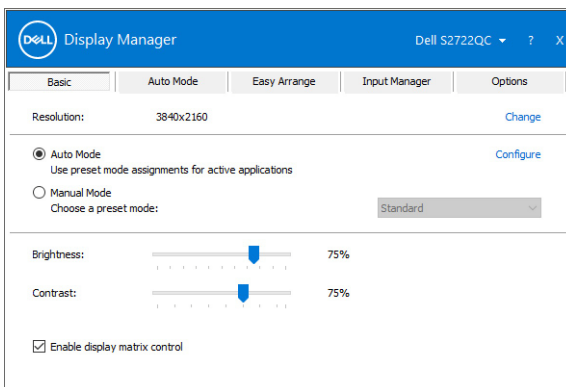 DELL Display Manager Dell S2722QC ? X
Basic Auto Mode Easy Arrange Input Manager Options
Resolution: 3840x2160 Change
Auto Mode Configure
Use preset mode assignments for active applications
Manual Mode
Choose a preset mode: Standard
Brightness: 75%
Contrast: 75%
Enable display matrix control